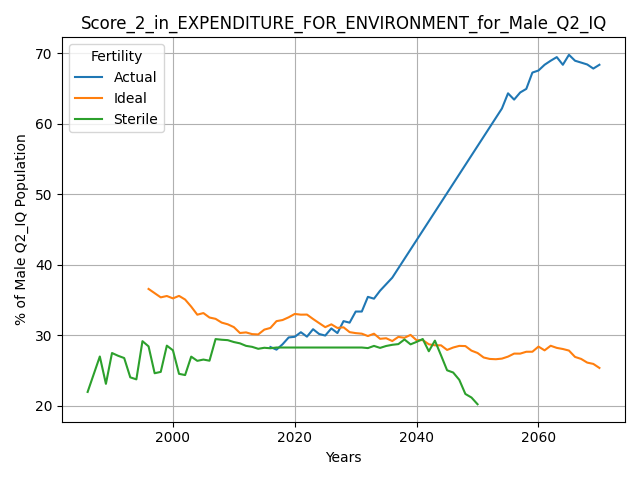 Score_2_in_EXPENDITURE_FOR_ENVIRONMENT_for_Male_Q2_IQ
Fertility
Actual
Ideal
Sterile
% of Male Q2_IQ Population
70
60
50
40
30
20
2000
2020
2040
2060
Years